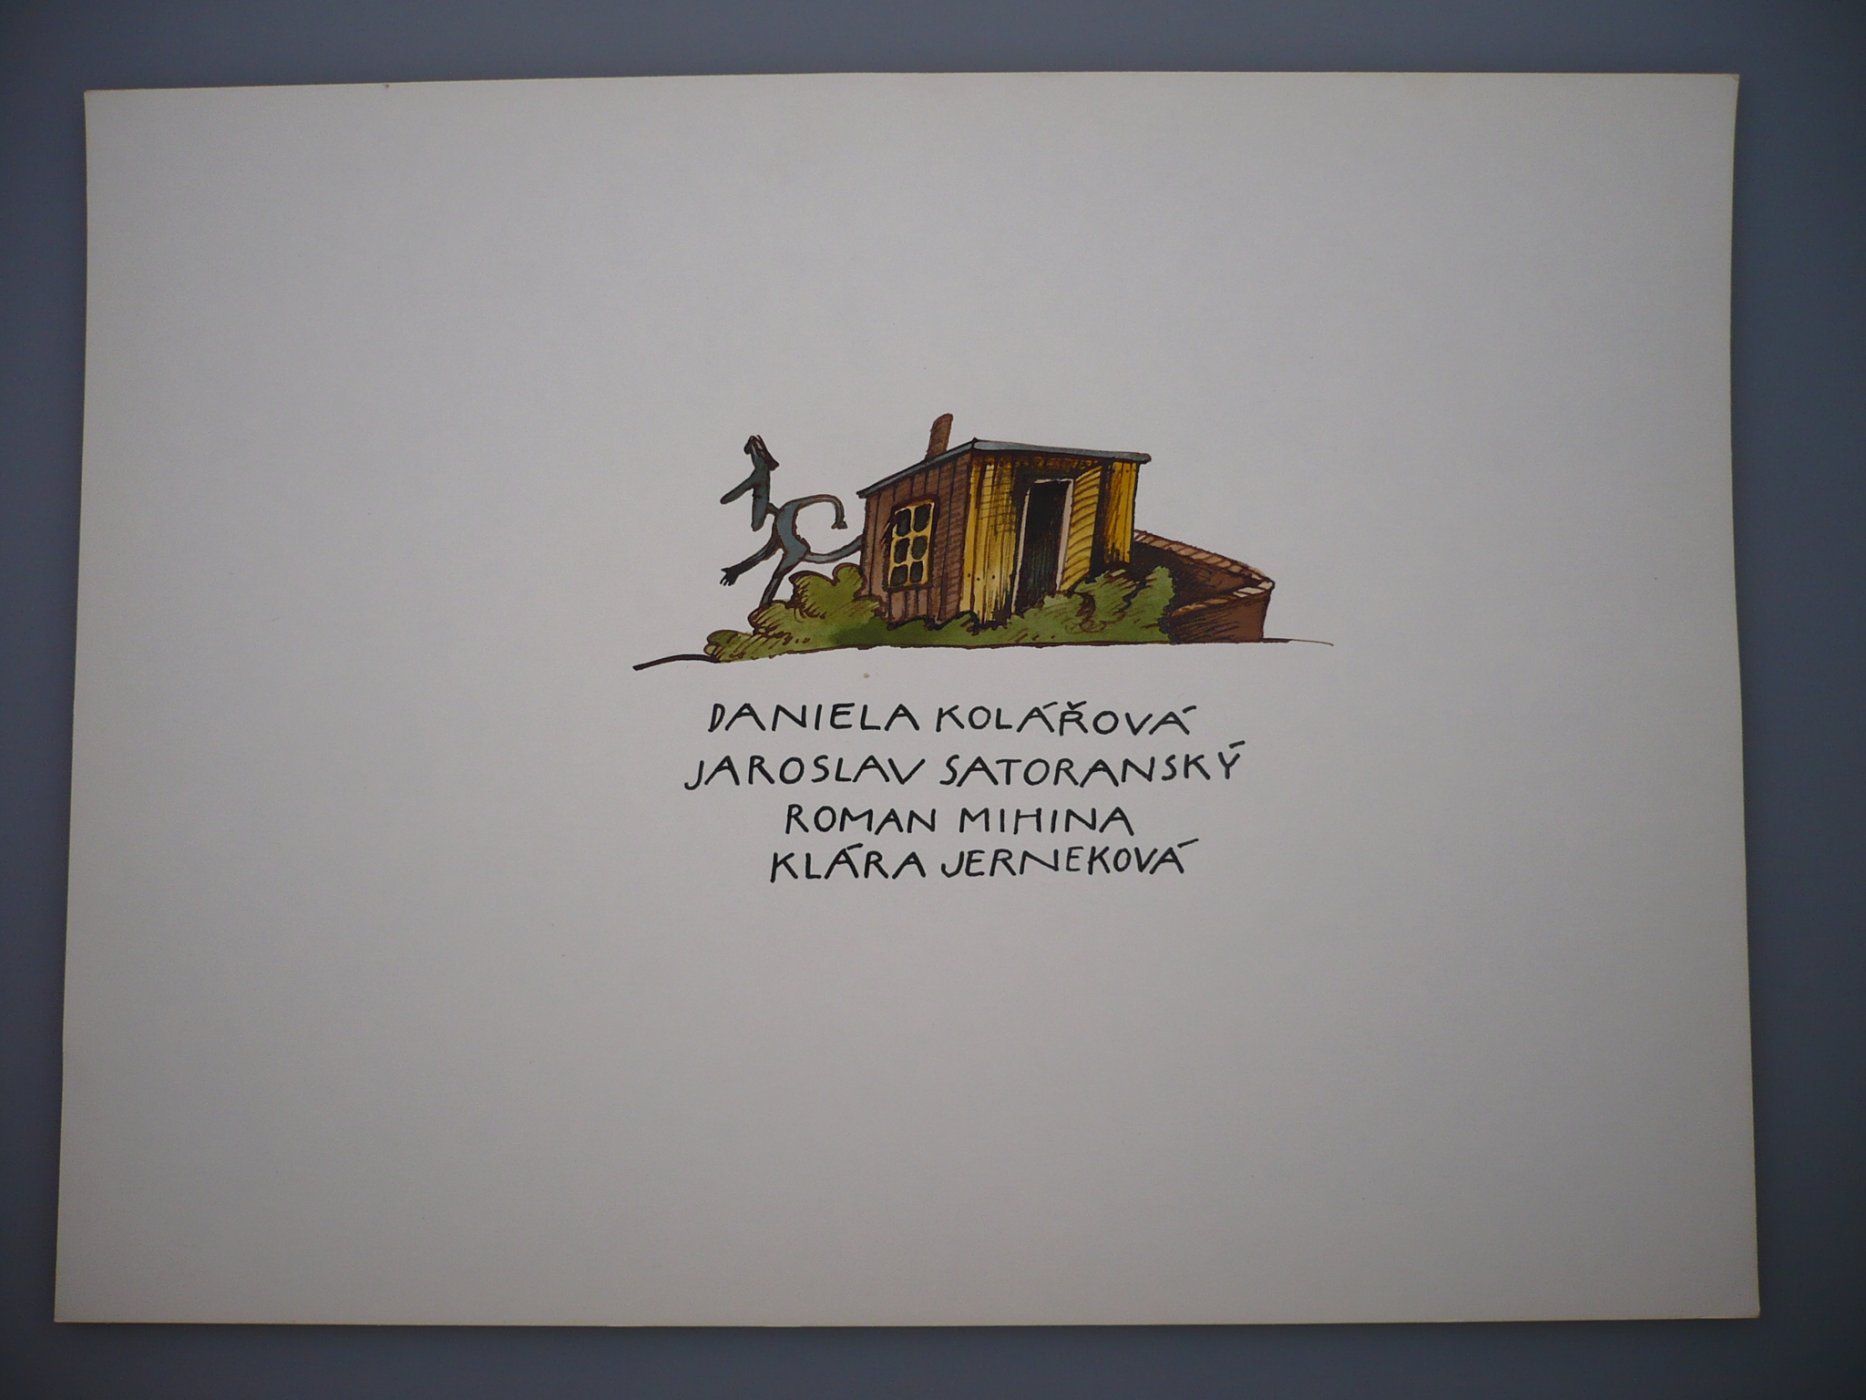 DANIELA KOLÁŘOVÁ
JAROSLAV SATORANSKÝ
ROMAN MIHINA
KLÁRA JERNEKOVÁ